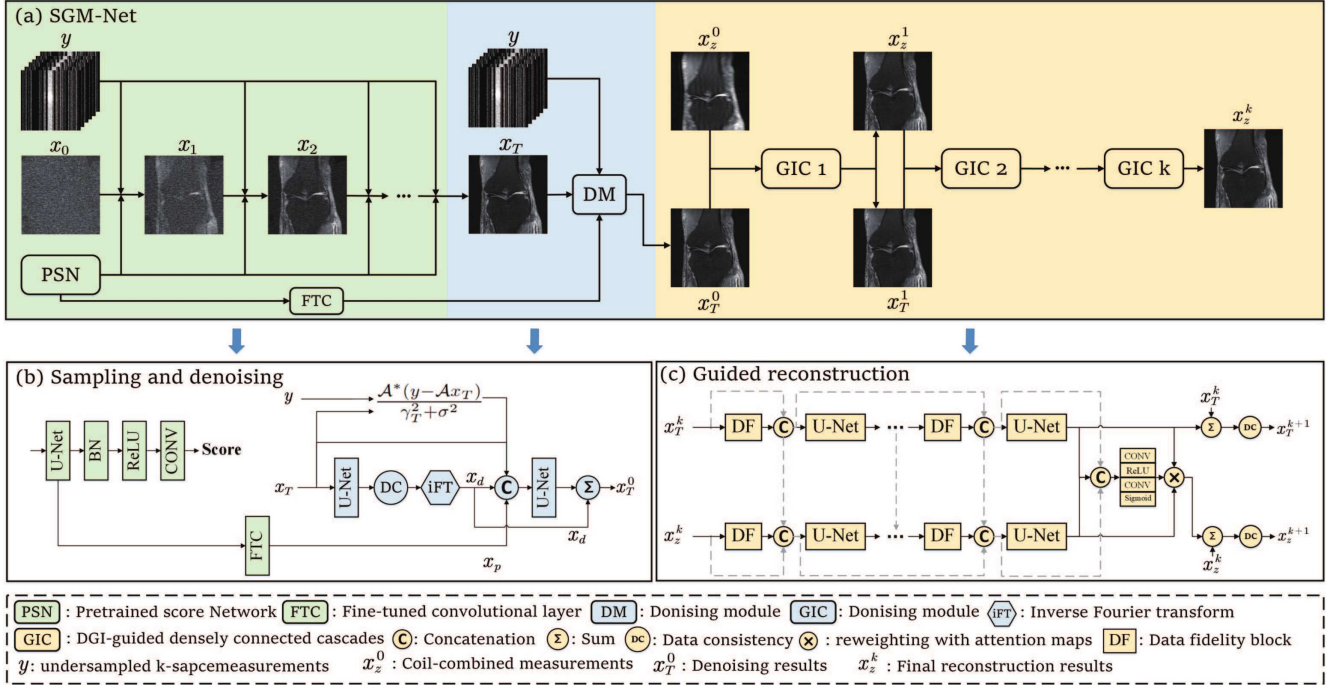 (a) SGM-Net
y
y
x_z^0
x_z^1
x_z^k
x_0
x_1
x_2
x_T
...
DM
GIC 1
GIC 2
...
GIC k
PSN
FTC
x_T^0
x_T^1
(b) Sampling and denoising
y
A^*(y-Ax_T)
γ_T^2+σ^2
U-Net
BN
ReLU
CONV
Score
x_T
U-Net
DC
iFT
x_d
C
U-Net
Σ
x_T^0
x_d
FTC
x_p
(c) Guided reconstruction
x_T^k
x_T^k
DF
C
U-Net
...
DF
C
U-Net
Σ
DC
x_T^{k+1}
C
CONV
ReLU
CONV
Sigmoid
×
x_z^k
DF
C
U-Net
...
DF
C
U-Net
Σ
DC
x_z^{k+1}
x_z^k
PSN : Pretrained score Network FTC : Fine-tuned convolutional layer DM : Donising module GIC : Donising module iFT : Inverse Fourier transform
GIC : DGI-guided densely connected cascades C : Concatenation Σ : Sum DC : Data consistency × : reweighting with attention maps DF : Data fidelity block
y: undersampled k-sapcemeasurements x_z^0 : Coil-combined measurements x_T^0 : Denoising results x_z^k : Final reconstruction results